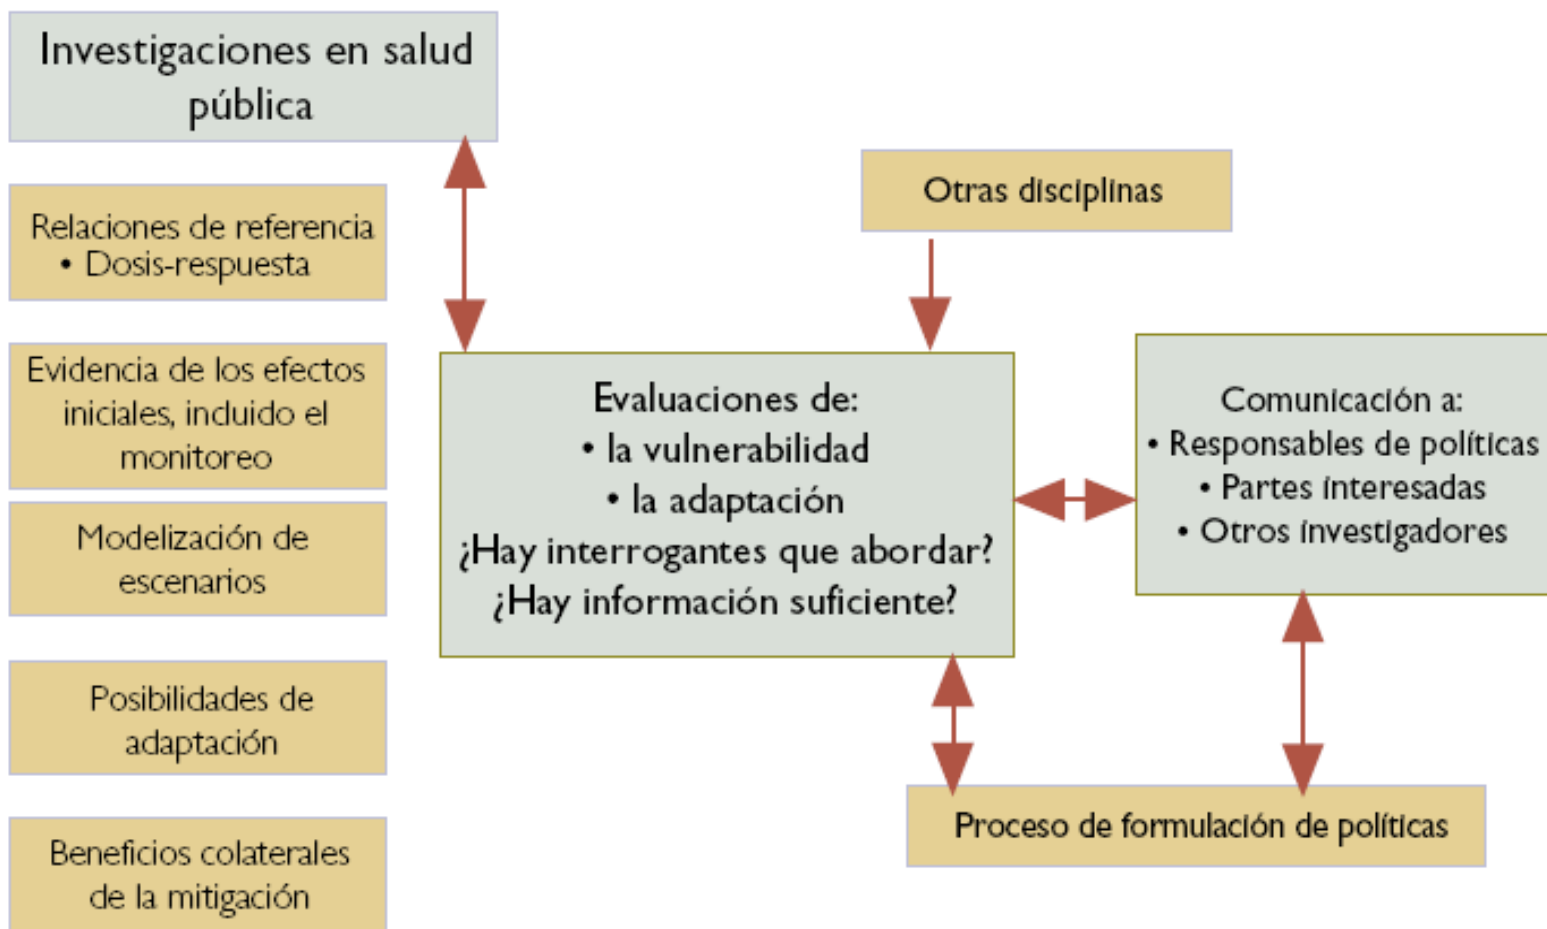 Investigaciones en salud
pública
Relaciones de referencia
• Dosis-respuesta
Evidencia de los efectos
iniciales, incluido el
monitoreo
Modelización de
escenarios
Posibilidades de
adaptación
Beneficios colaterales
de la mitigación
Otras disciplinas
Evaluaciones de:
• la vulnerabilidad
• la adaptación
¿Hay interrogantes que abordar?
¿Hay información suficiente?
Comunicación a:
• Responsables de políticas
• Partes interesadas
• Otros investigadores
Proceso de formulación de políticas